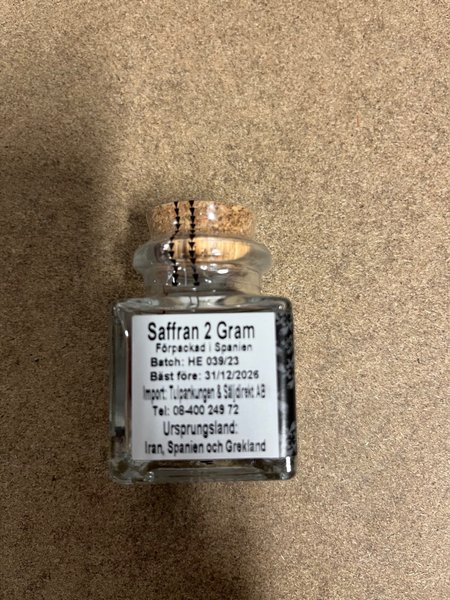 Saffran 2 Gram
Förpackad i Spanien
Batch: HE 039/23
Bäst före: 31/12/2026
Import: Tulpankungen & Säljdirekt AB
Tel: 08-400 249 72
Ursprungsland:
Iran, Spanien och Grekland